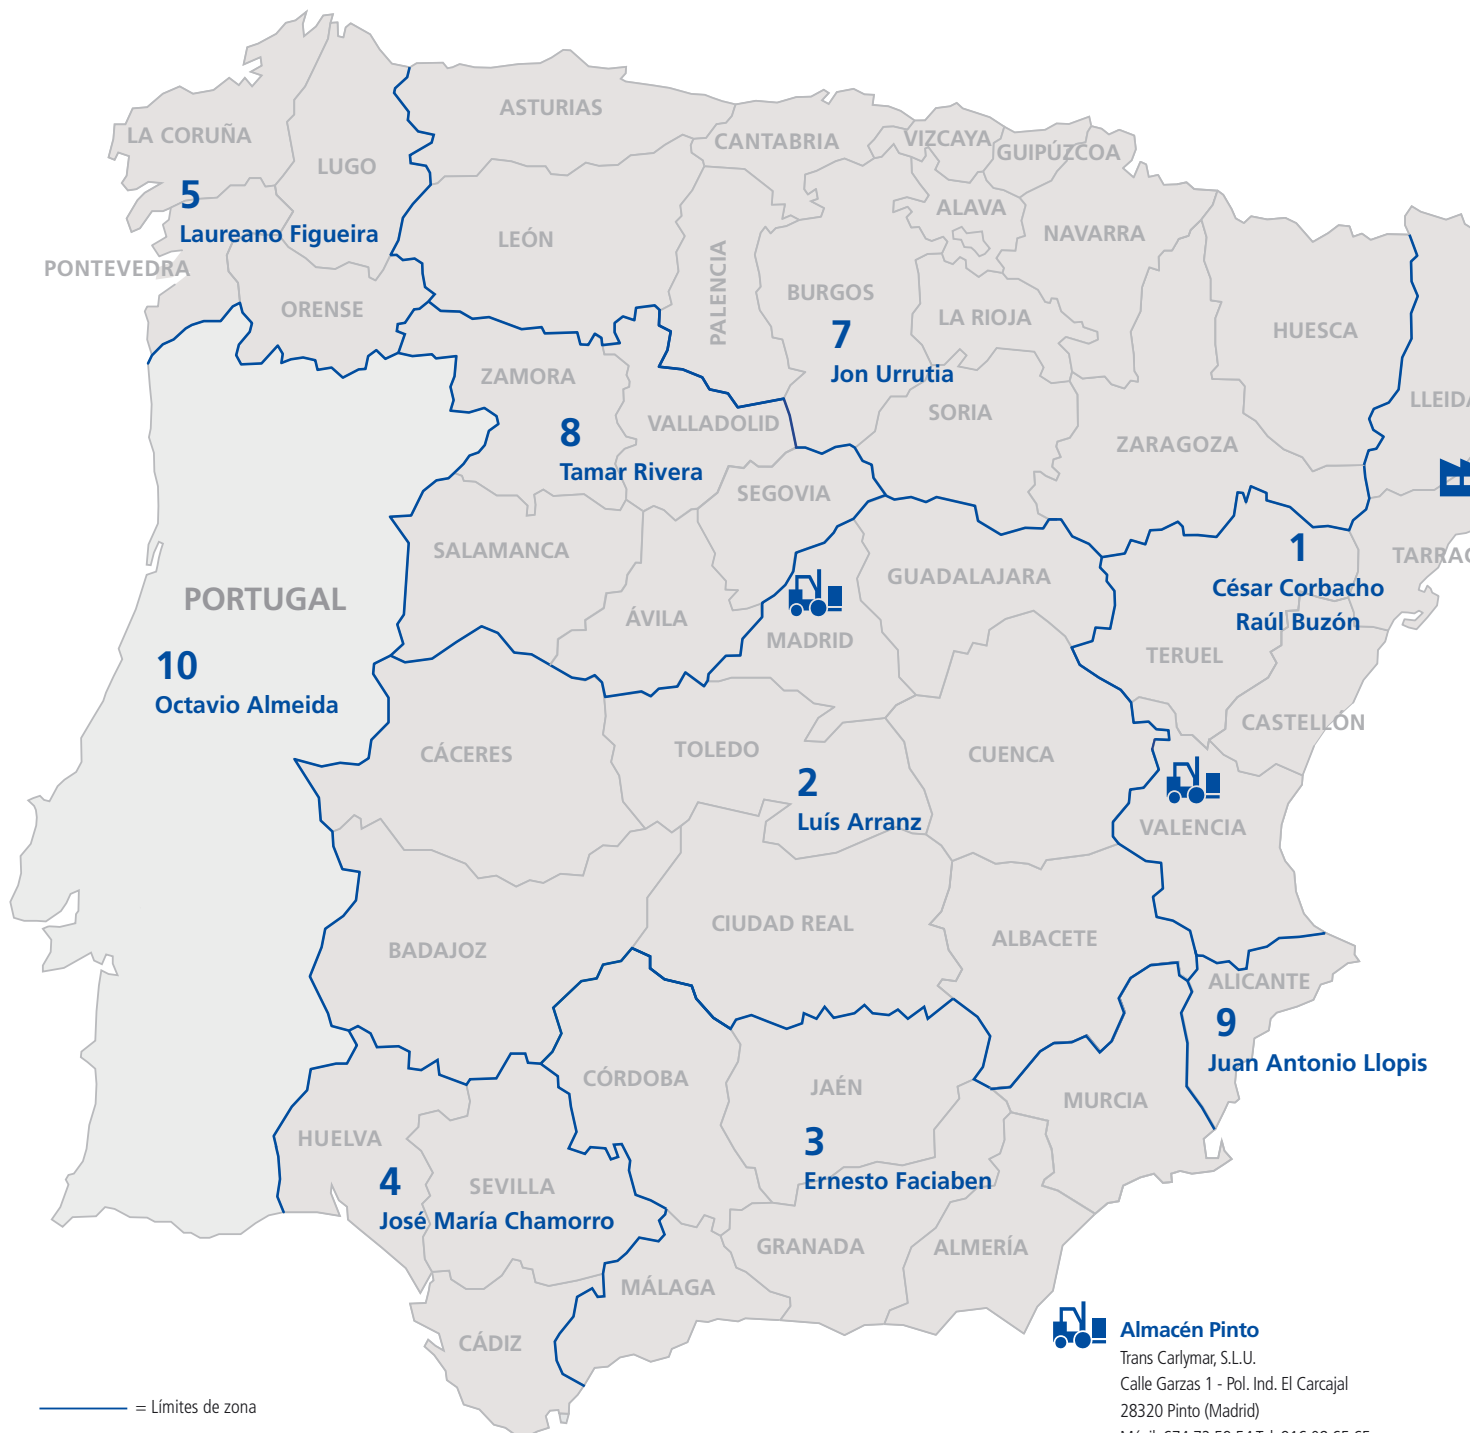 ASTURIAS
LA CORUÑA
CANTABRIA
VIZCAYA
GUIPÚZCOA
LUGO
5
Laureano Figueira
ALAVA
NAVARRA
LEÓN
PONTEVEDRA
PALENCIA
BURGOS
ORENSE
LA RIOJA
HUESCA
7
Jon Urrutia
ZAMORA
LLEIDA
SORIA
VALLADOLID
8
ZARAGOZA
Tamar Rivera
SEGOVIA
SALAMANCA
1
TARRAG
GUADALAJARA
César Corbacho
PORTUGAL
ÁVILA
Raúl Buzón
MADRID
TERUEL
10
Octavio Almeida
CASTELLÓN
CÁCERES
TOLEDO
CUENCA
2
Luís Arranz
VALENCIA
CIUDAD REAL
BADAJOZ
ALBACETE
ALICANTE
9
Juan Antonio Llopis
CÓRDOBA
JAÉN
MURCIA
HUELVA
3
Ernesto Faciaben
4
SEVILLA
José María Chamorro
GRANADA
ALMERÍA
MÁLAGA
CÁDIZ
Almacén Pinto
Trans Carlymar, S.L.U.
Calle Garzas 1 - Pol. Ind. El Carcajal
28320 Pinto (Madrid)
= Límites de zona